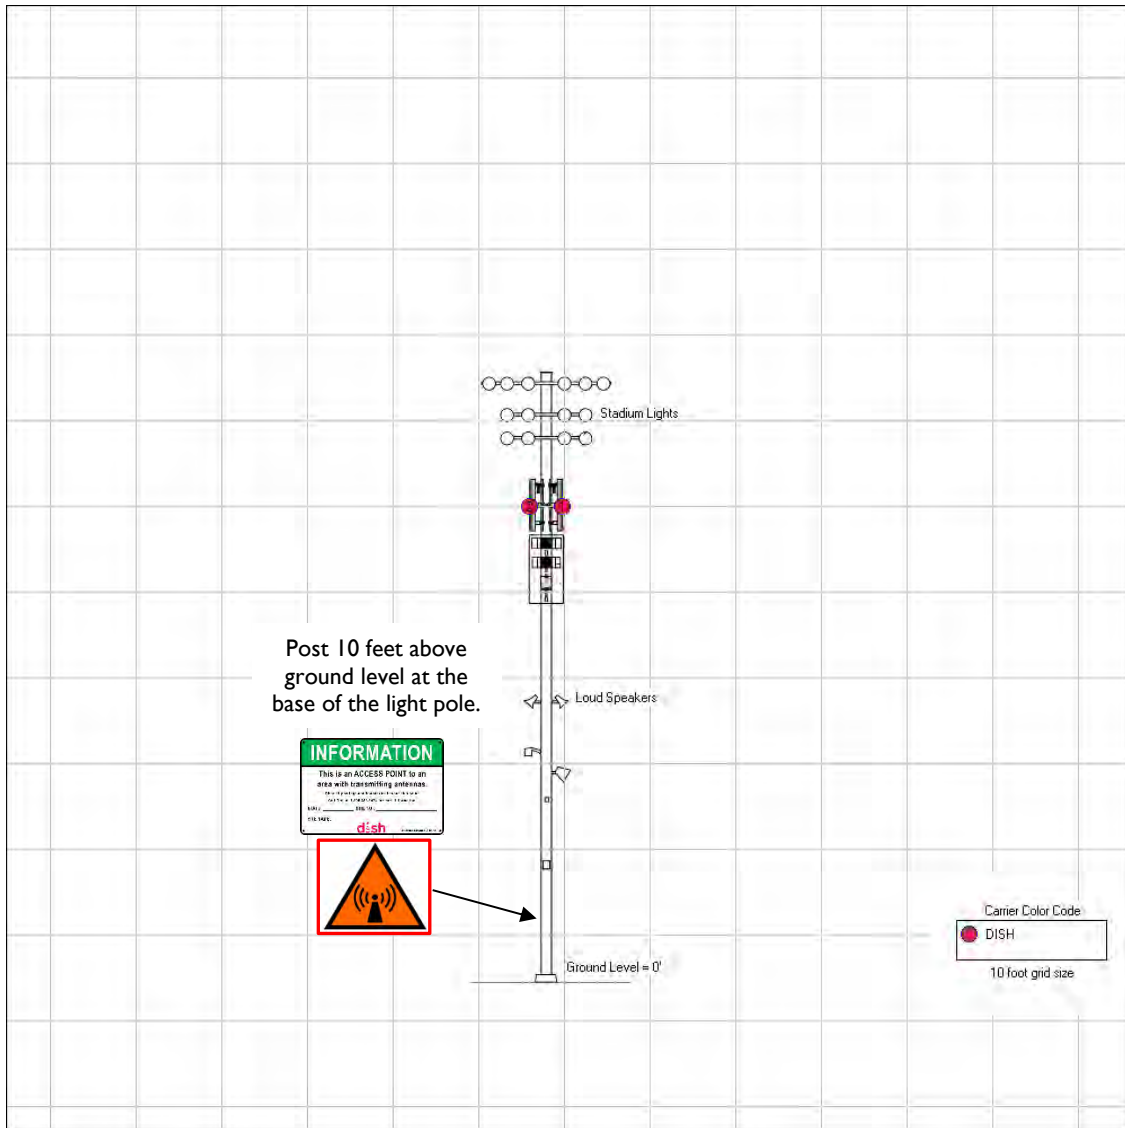 Stadium Lights
Post 10 feet above
ground level at the
base of the light pole.
Loud Speakers
INFORMATION
This is an ACCESS POINT to an
area with transmitting antennas.
dish
Carrier Color Code
DISH
10 foot grid size
Ground Level = 0'